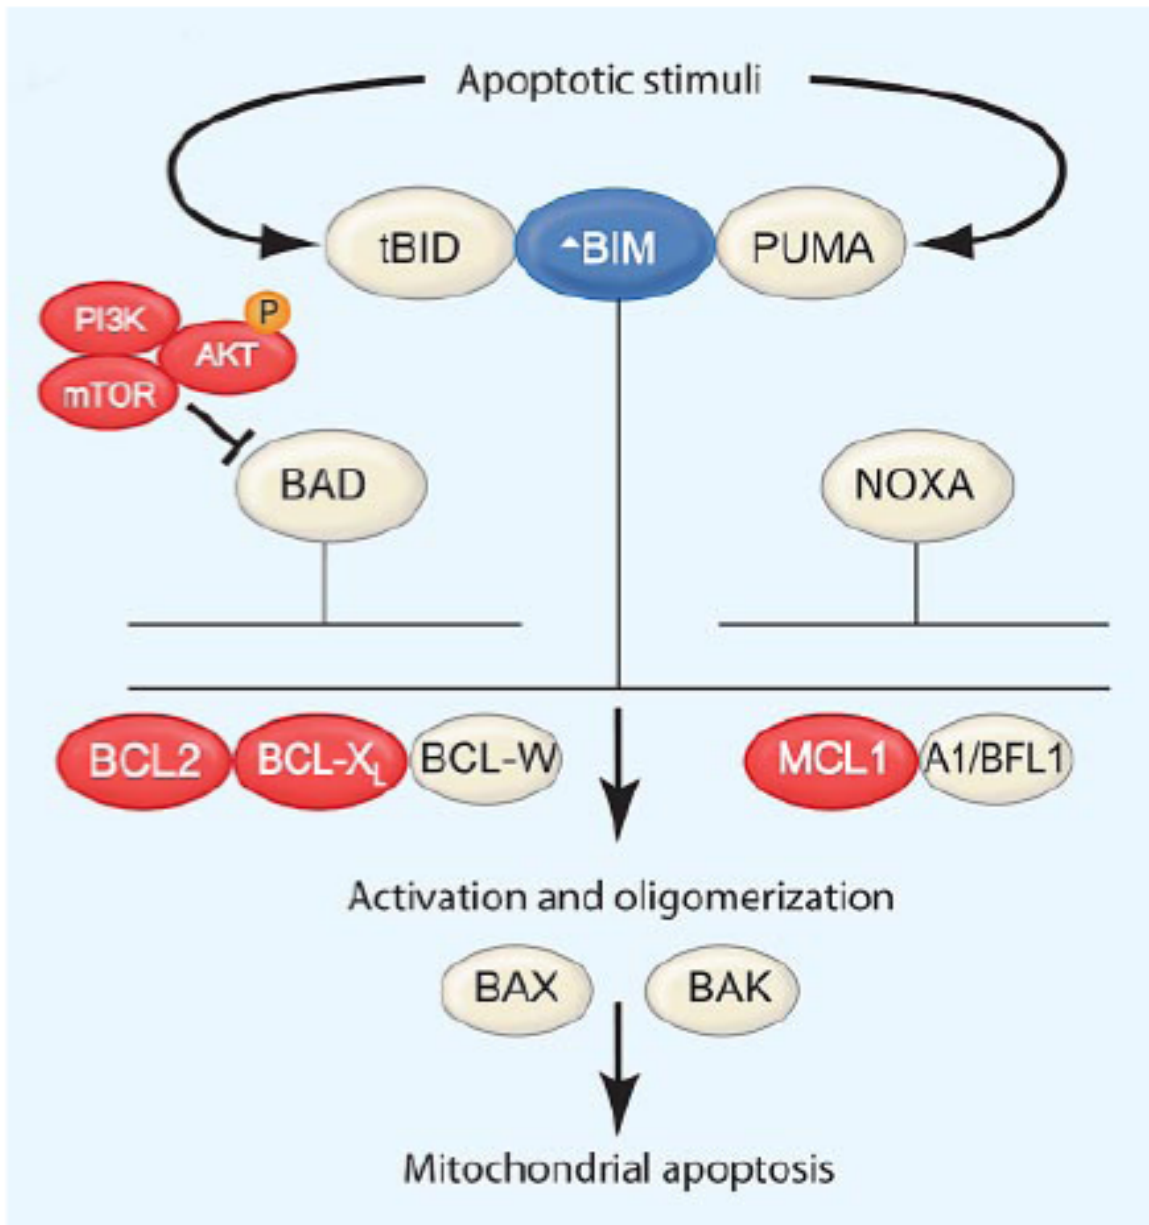 Apoptotic stimuli
tBID
▲BIM
PUMA
PI3K
P
AKT
mTOR
BAD
NOXA
BCL2
BCL-XL
BCL-W
MCL1
A1/BFL1
Activation and oligomerization
BAX
BAK
Mitochondrial apoptosis